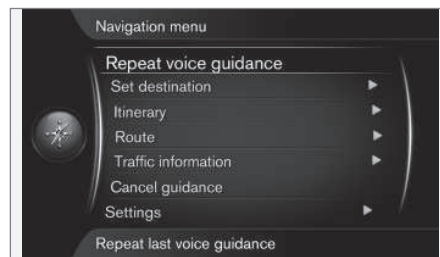 Navigation menu
Repeat voice guidance
Set destination
Itinerary
Route
Traffic information
Cancel guidance
Settings
Repeat last voice guidance